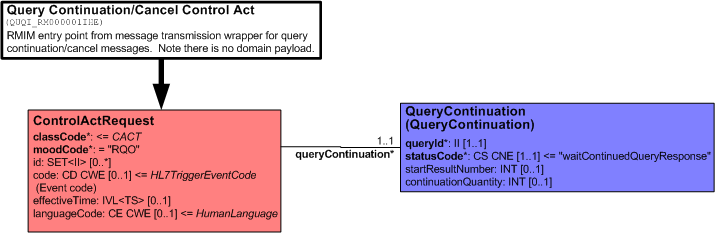 Query Continuation/Cancel Control Act
(QUQI_RM000001IHE)
RMIM entry point from message transmission wrapper for query
continuation/cancel messages. Note there is no domain payload.
ControlActRequest
classCode*: <= CACT
moodCode*: = "RQO"
id: SET<II> [0..*]
code: CD CWE [0..1] <= HL7TriggerEventCode
(Event code)
effectiveTime: IVL<TS> [0..1]
languageCode: CE CWE [0..1] <= HumanLanguage
1..1
queryContinuation*
QueryContinuation
(QueryContinuation)
queryId*: II [1..1]
statusCode*: CS CNE [1..1] <= "waitContinuedQueryResponse"
startResultNumber: INT [0..1]
continuationQuantity: INT [0..1]